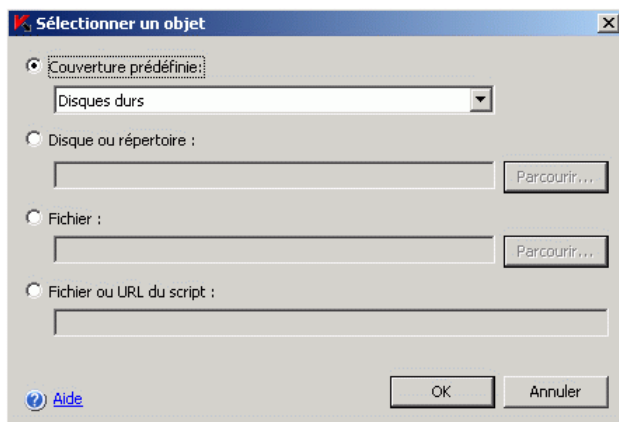 Sélectionner un objet
Couverture prédéfinie:
Disques durs
Disque ou répertoire :
Parcourir...
Fichier :
Parcourir...
Fichier ou URL du script :
Aide
OK
Annuler